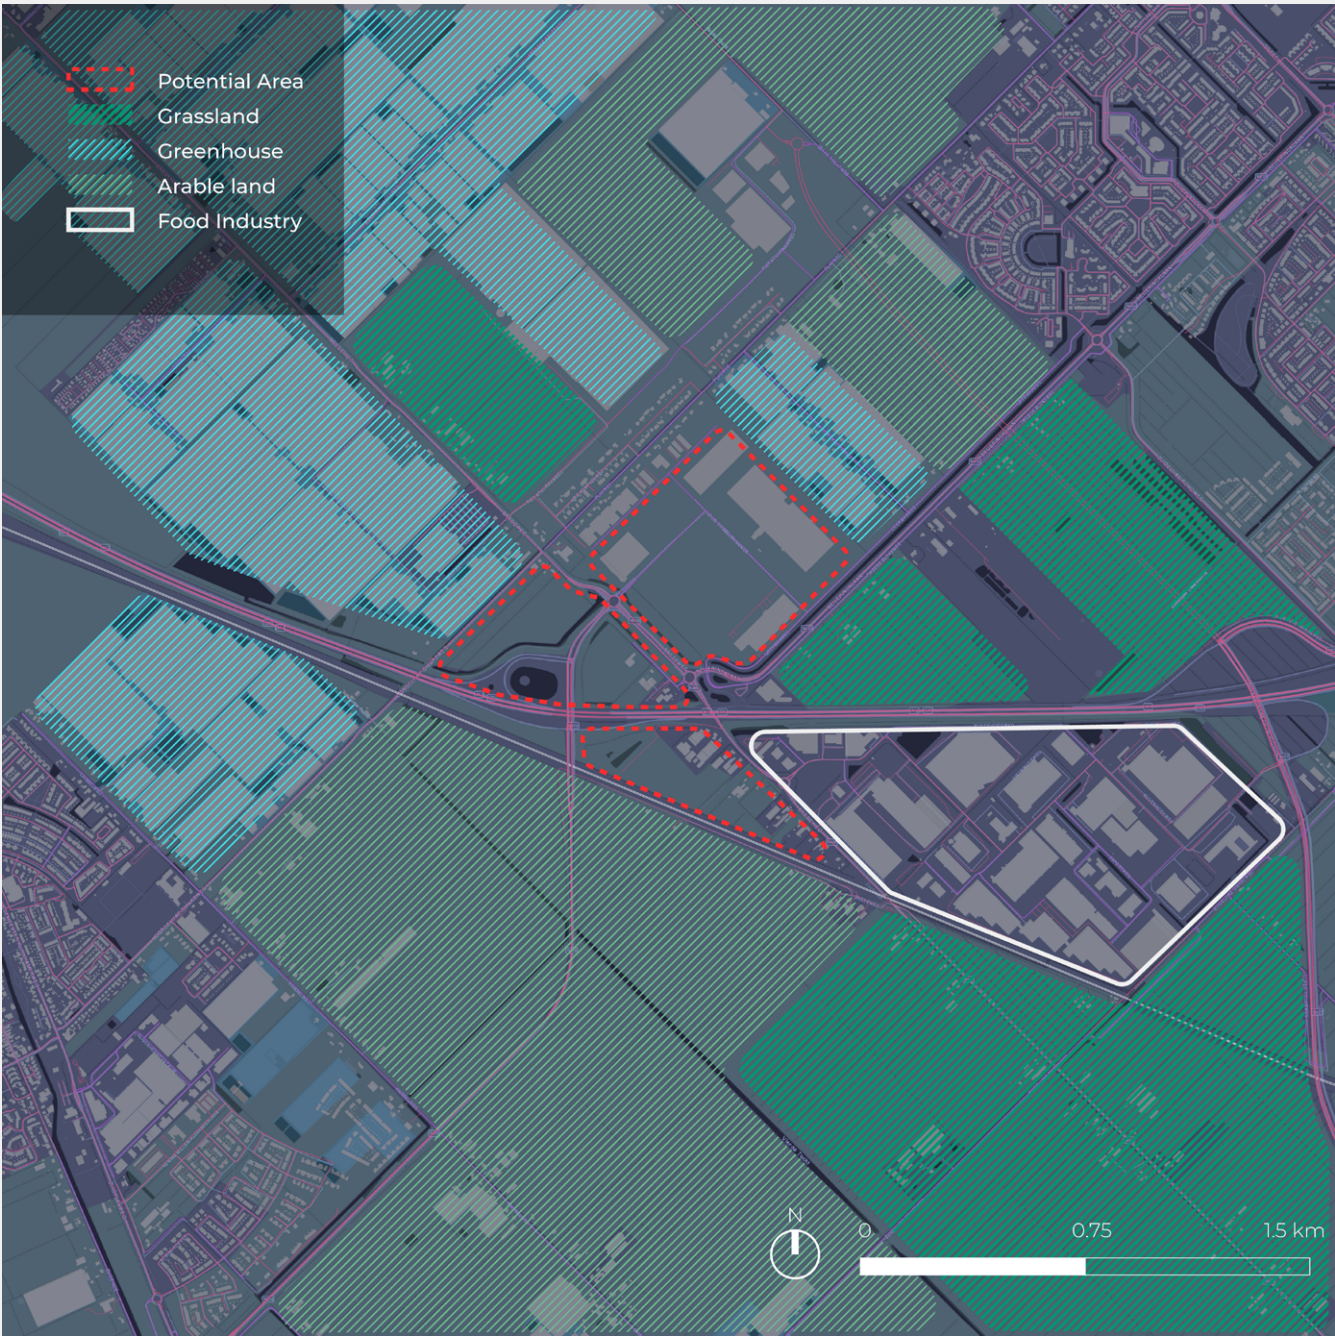 Potential Area
Grassland
Greenhouse
Arable land
Food Industry
N
0 0.75 1.5 km